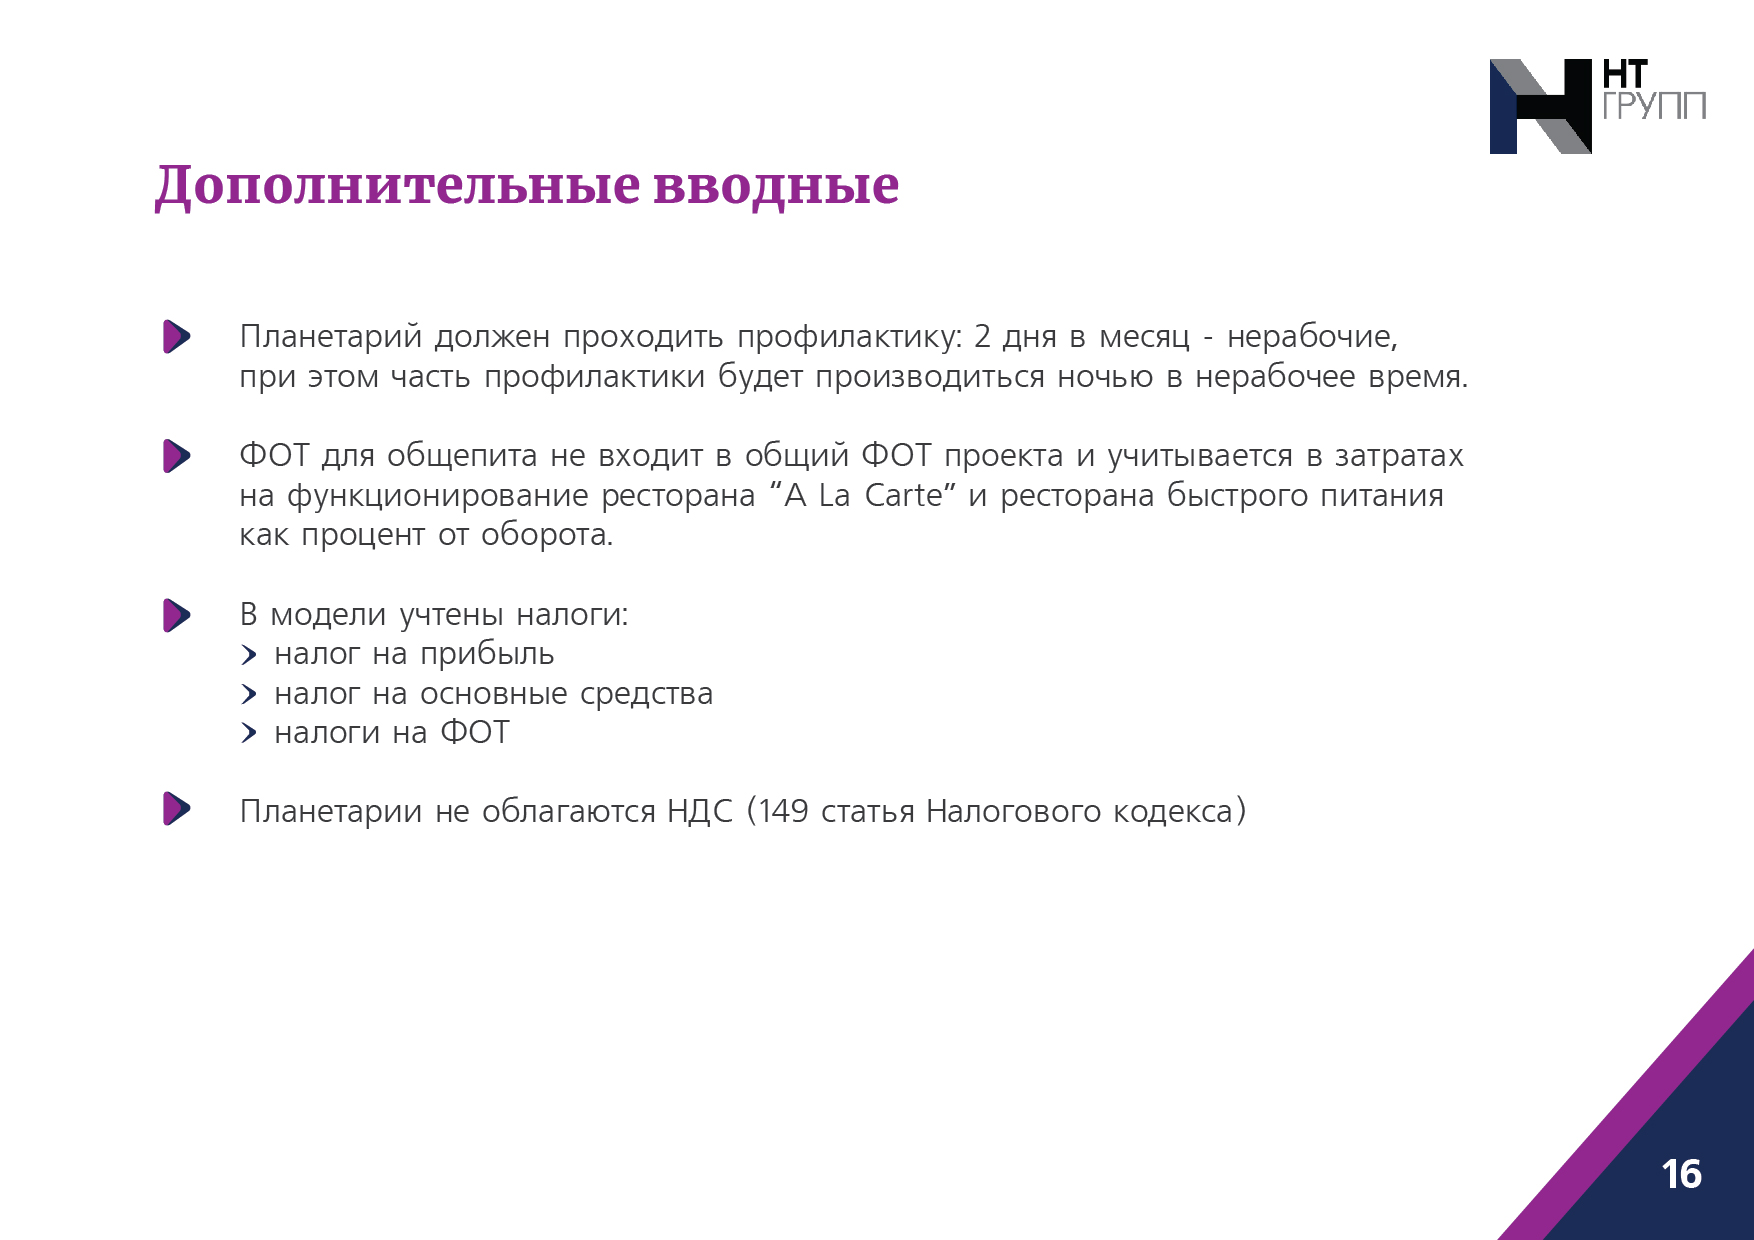 НТ
ГРУПП
Дополнительные вводные
Планетарий должен проходить профилактику: 2 дня в месяц - нерабочие,
при этом часть профилактики будет производиться ночью в нерабочее время.
ФОТ для общепита не входит в общий ФОТ проекта и учитывается в затратах
на функционирование ресторана “A La Carte” и ресторана быстрого питания
как процент от оборота.
В модели учтены налоги:
налог на прибыль
налог на основные средства
налоги на ФОТ
Планетарии не облагаются НДС (149 статья Налогового кодекса)
16